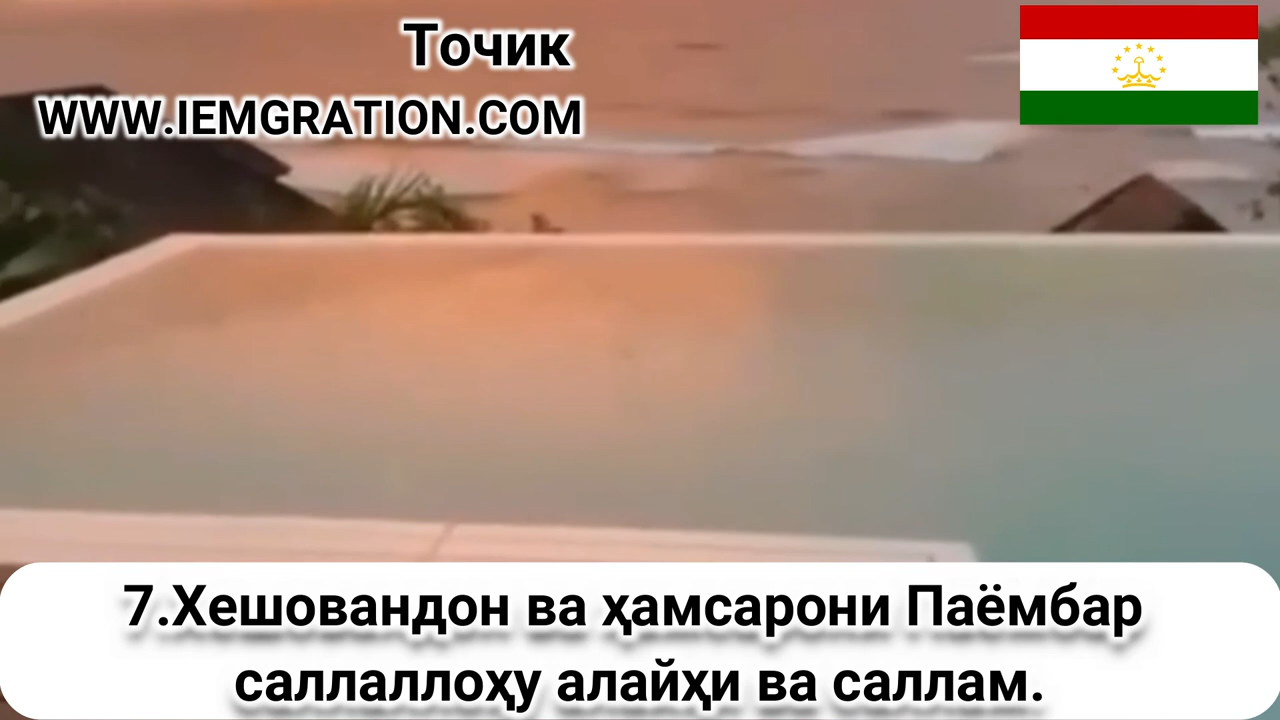 Точик
WWW.IEMGRATION.COM
7.Хешовандон ва ҳамсарони Паёмбар
саллаллоҳу алайҳи ва саллам.